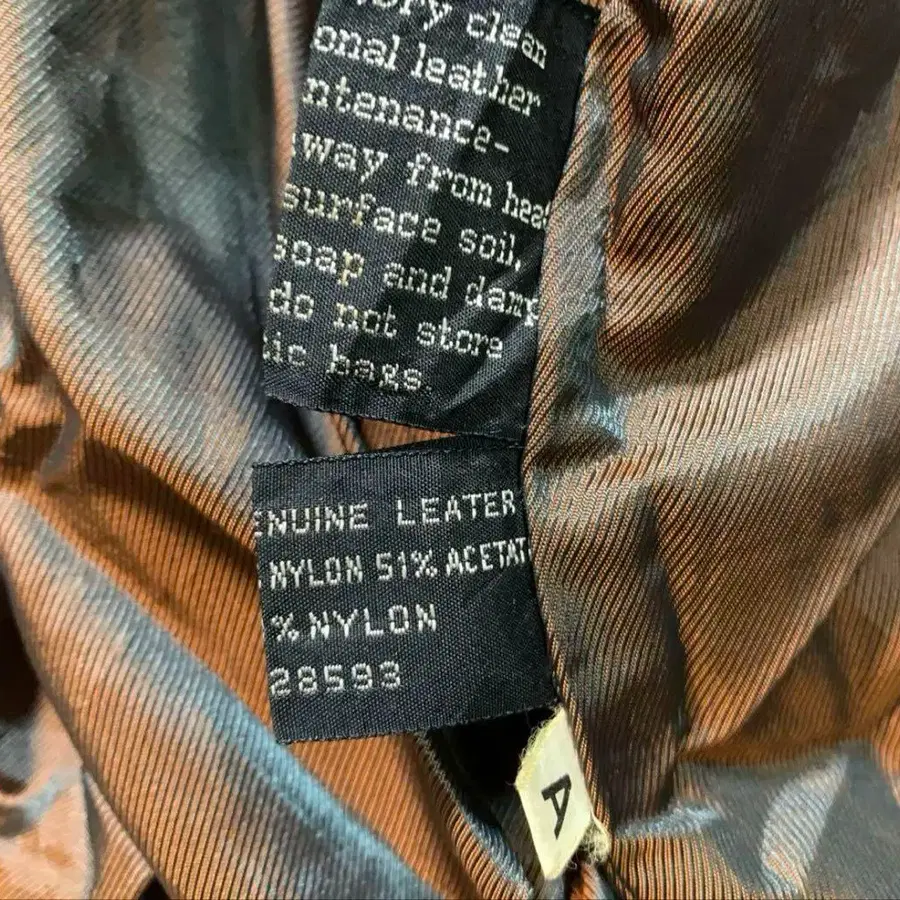 ory clean
onal leather
ntenance-
way from hea
surface soil,
soap and damp
do not store
ic bags.
ENUINE LEATER
NYLON 51% ACETAT
% NYLON
28593
A